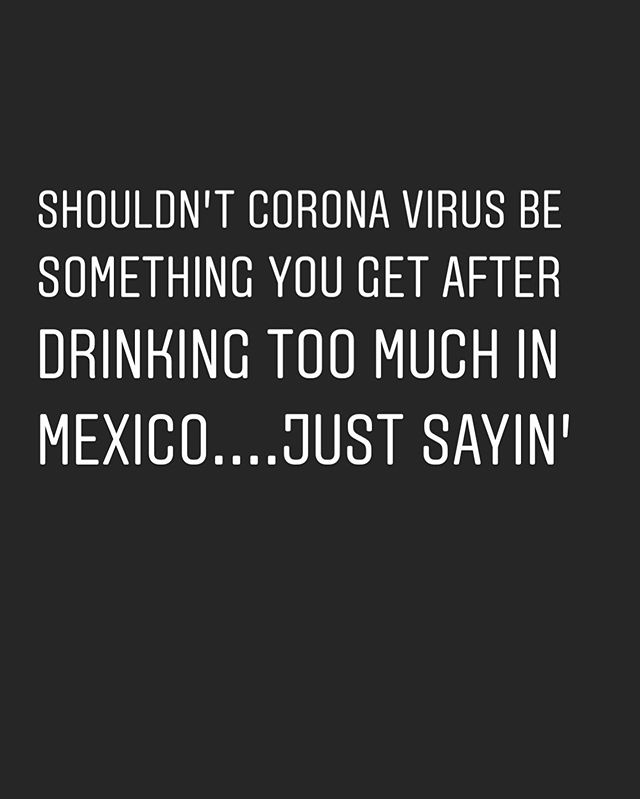 SHOULDN'T CORONA VIRUS BE
SOMETHING YOU GET AFTER
DRINKING TOO MUCH IN
MEXICO....JUST SAYIN'